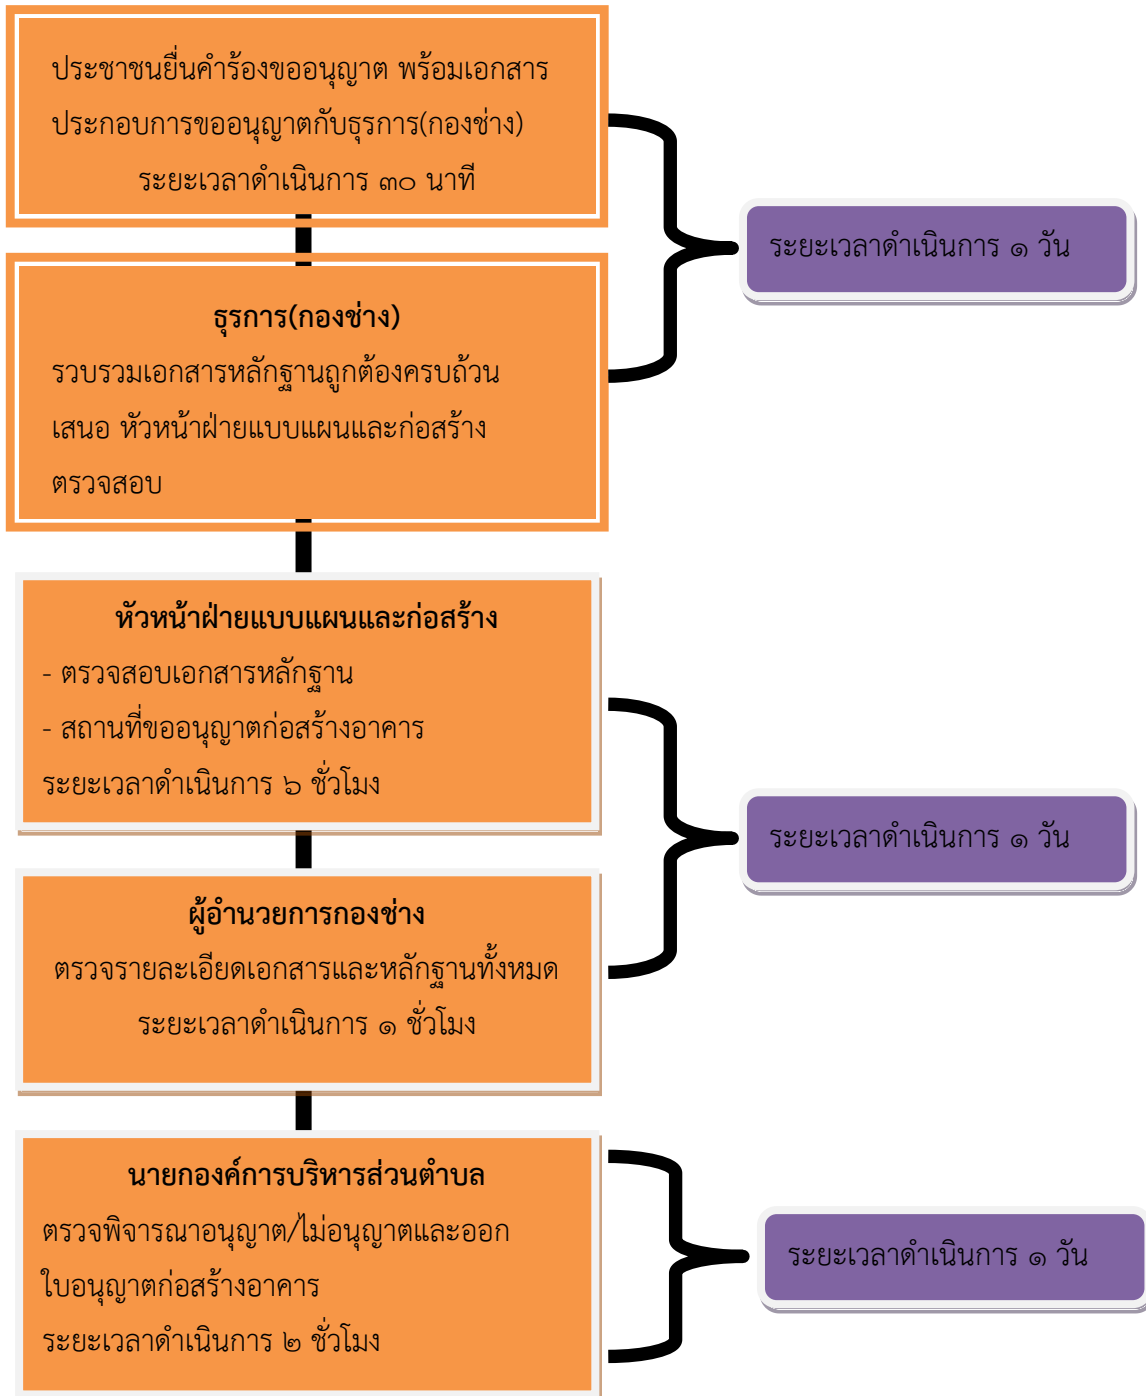 ประชาชนยื่นคำร้องขออนุญาต พร้อมเอกสาร
ประกอบการขออนุญาตกับธุรการ(กองช่าง)
ระยะเวลาดำเนินการ ๓๐ นาที
ระยะเวลาดำเนินการ ๑ วัน
ธุรการ(กองช่าง)
รวบรวมเอกสารหลักฐานถูกต้องครบถ้วน
เสนอ หัวหน้าฝ่ายแบบแผนและก่อสร้าง
ตรวจสอบ
หัวหน้าฝ่ายแบบแผนและก่อสร้าง
- ตรวจสอบเอกสารหลักฐาน
- สถานที่ขออนุญาตก่อสร้างอาคาร
ระยะเวลาดำเนินการ ๖ ชั่วโมง
ระยะเวลาดำเนินการ ๑ วัน
ผู้อำนวยการกองช่าง
ตรวจรายละเอียดเอกสารและหลักฐานทั้งหมด
ระยะเวลาดำเนินการ ๑ ชั่วโมง
นายกองค์การบริหารส่วนตำบล
ตรวจพิจารณาอนุญาต/ไม่อนุญาตและออก
ใบอนุญาตก่อสร้างอาคาร
ระยะเวลาดำเนินการ ๒ ชั่วโมง
ระยะเวลาดำเนินการ ๑ วัน